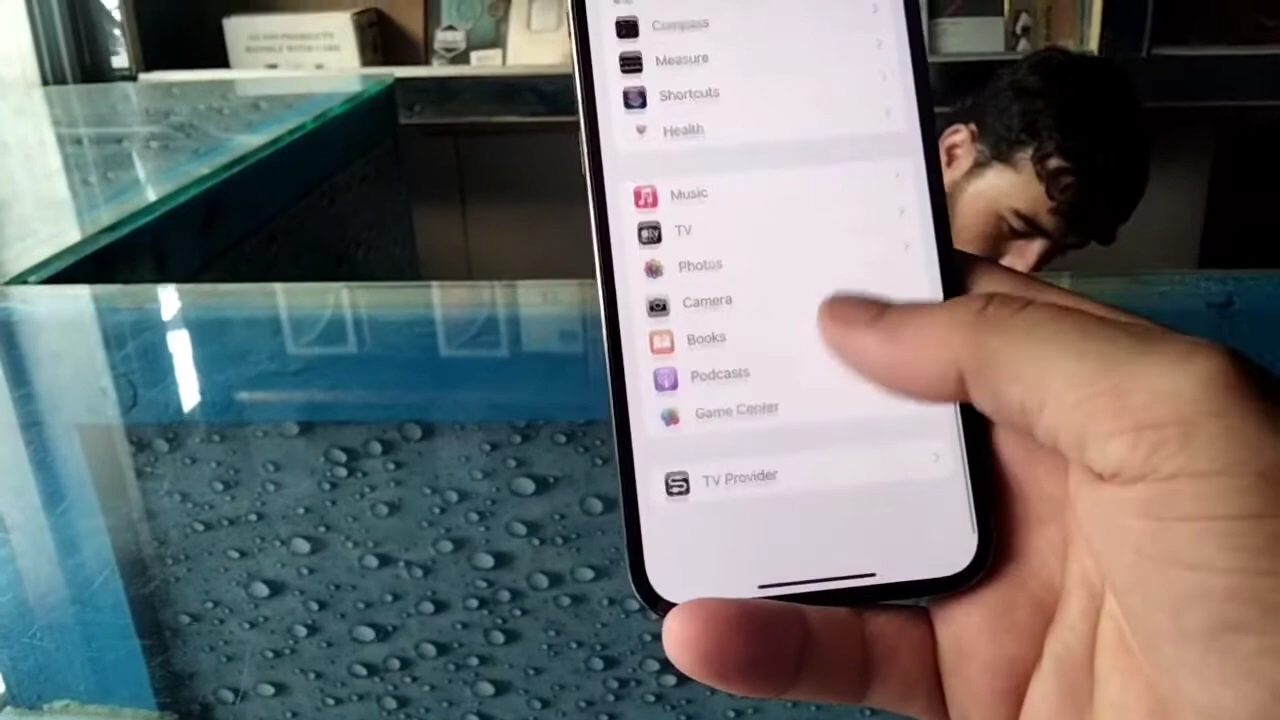 Compass
Measure
Shortcuts
Health
Music
TV
Photos
Camera
Books
Podcasts
Game Center
TV Provider